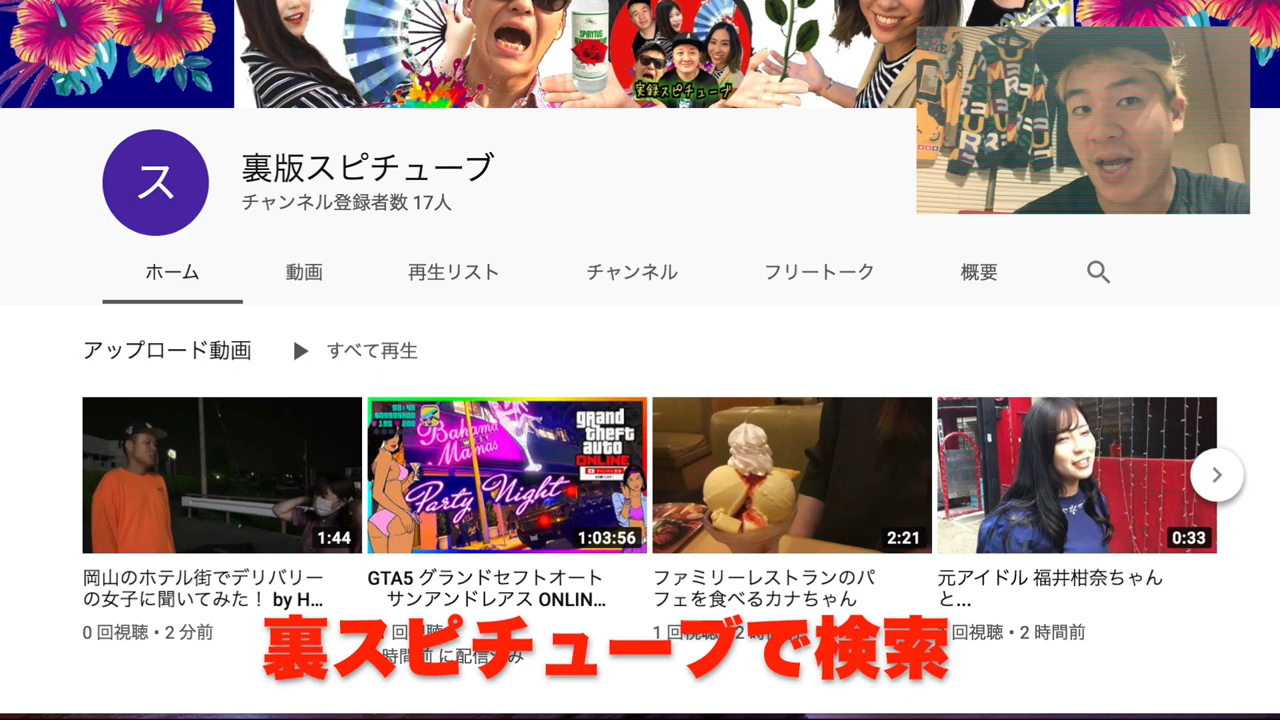 SPIRYTUS
実録スピチューブ
ス
裏版スピチューブ
チャンネル登録者数 17人
ホーム 動画 再生リスト チャンネル フリートーク 概要
アップロード動画 すべて再生
1:44
Bahama
Mamas
Party Night
grand
theft
auto
ONLINE
1:03:56
2:21
0:33
岡山のホテル街でデリバリー
の女子に聞いてみた！ by H...
0 回視聴・2 分前
GTA5 グランドセフトオート
サンアンドレアス ONLIN...
ファミリーレストランのパ
フェを食べるカナちゃん
元アイドル 福井柑奈ちゃん
と...
回視聴・2 時間前
裏スピチューブで検索